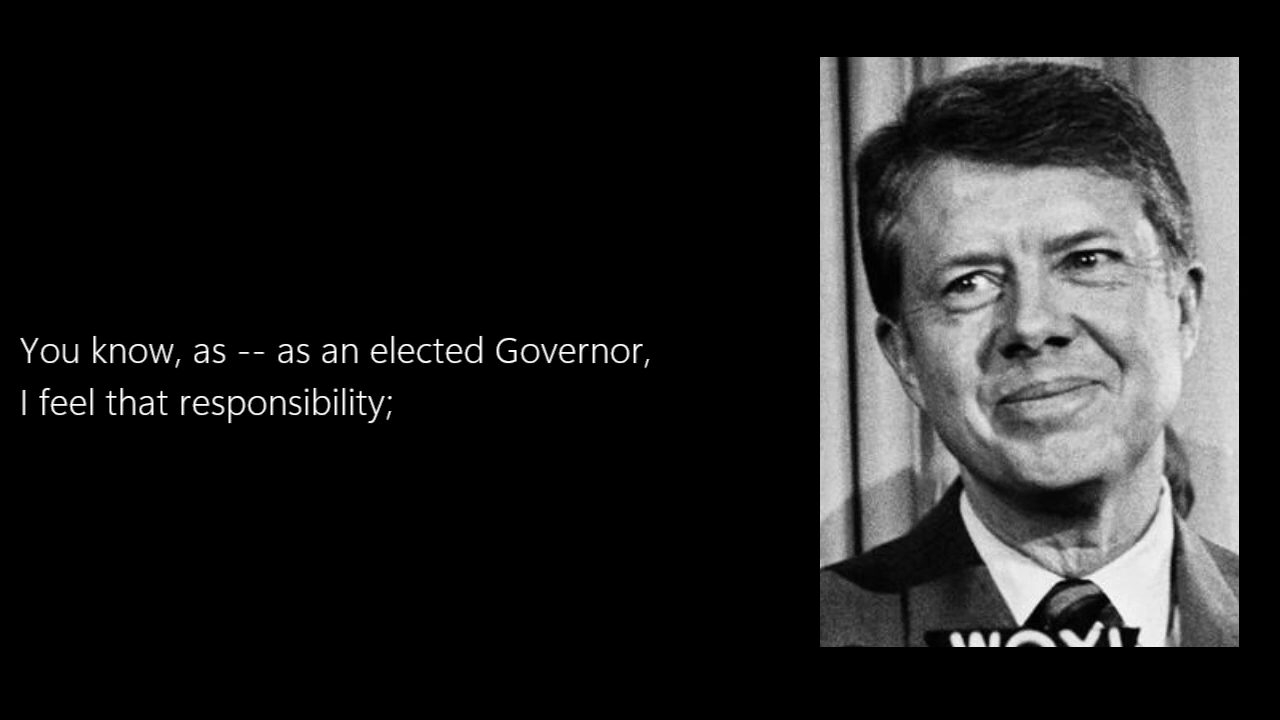 You know, as -- as an elected Governor,
I feel that responsibility;